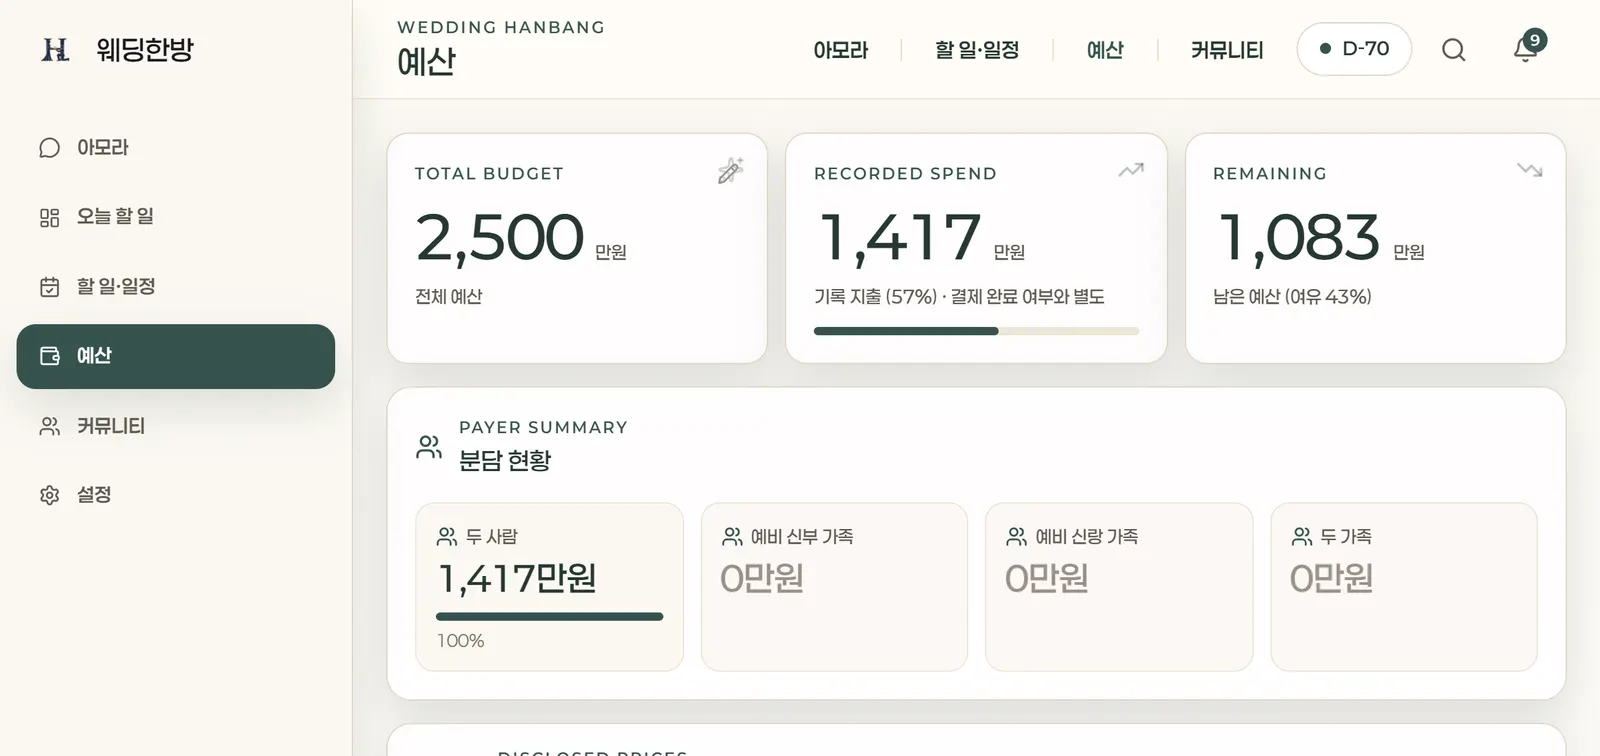 웨딩한방
아모라
오늘 할 일
할 일·일정
예산
커뮤니티
설정
WEDDING HANBANG
예산
아모라
할 일·일정
예산
커뮤니티
D-70
9
TOTAL BUDGET
2,500 만원
전체 예산
RECORDED SPEND
1,417 만원
기록 지출 (57%) · 결제 완료 여부와 별도
REMAINING
1,083 만원
남은 예산 (여유 43%)
PAYER SUMMARY
분담 현황
두 사람
1,417만원
100%
예비 신부 가족
0만원
예비 신랑 가족
0만원
두 가족
0만원
DISCLOSED PRICES